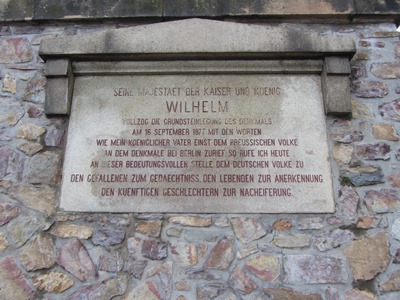 SEINE MAJESTAET DER KAISER UND KOENIG
WILHELM
VOLLZOG DIE GRUNDSTEINLEGUNG DES DENKMALS
AM 16 SEPTEMBER 1877 MIT DEN WORTEN
WIE MEIN KOENIGLICHER VATER EINST DEM PREUSSISCHEN VOLKE
AN DEM DENKMALE BEI BERLIN ZURIEF SO RUFE ICH HEUTE
AN DIESER BEDEUTUNGSVOLLEN STELLE DEM DEUTSCHEN VOLKE ZU
DEN GEFALLENEN ZUM GEDAECHTNISS, DEN LEBENDEN ZUR ANERKENNUNG
DEN KUENFTIGEN GESCHLECHTERN ZUR NACHEIFERUNG.